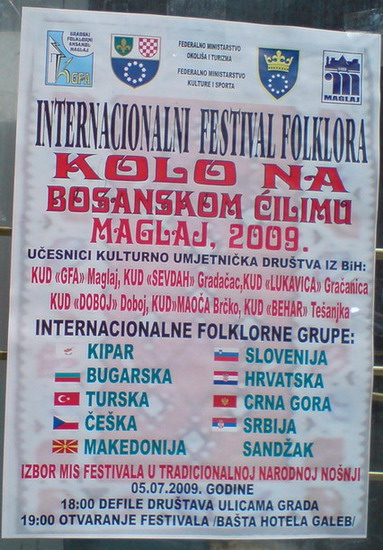 GRADSKI
FOLKLORNI
ANSAMBL
MAGLAJ
GFA
FEDERALNO MINISTARSTVO
OKOLIŠA I TURIZMA
FEDERALNO MINISTARSTVO
KULTURE I SPORTA
MAGLAJ
INTERNACIONALNI FESTIVAL FOLKLORA
KOLO NA
BOSANSKOM ĆILIMU
MAGLAJ, 2009.
UČESNICI KULTURNO UMJETNIČKA DRUŠTVA IZ BiH:
KUD «GFA» Maglaj, KUD «SEVDAH» Gradačac, KUD «LUKAVICA» Gračanica
KUD «DOBOJ» Doboj, KUD»MAOČA Brčko, KUD «BEHAR» Tešanjka
INTERNACIONALNE FOLKLORNE GRUPE:
KIPAR
BUGARSKA
TURSKA
ČEŠKA
MAKEDONIJA
SLOVENIJA
HRVATSKA
CRNA GORA
SRBIJA
SANDŽAK
IZBOR MIS FESTIVALA U TRADICIONALNOJ NARODNOJ NOŠNJI
05.07.2009. GODINE
18:00 DEFILE DRUŠTAVA ULICAMA GRADA
19:00 OTVARANJE FESTIVALA /BAŠTA HOTELA GALEB/